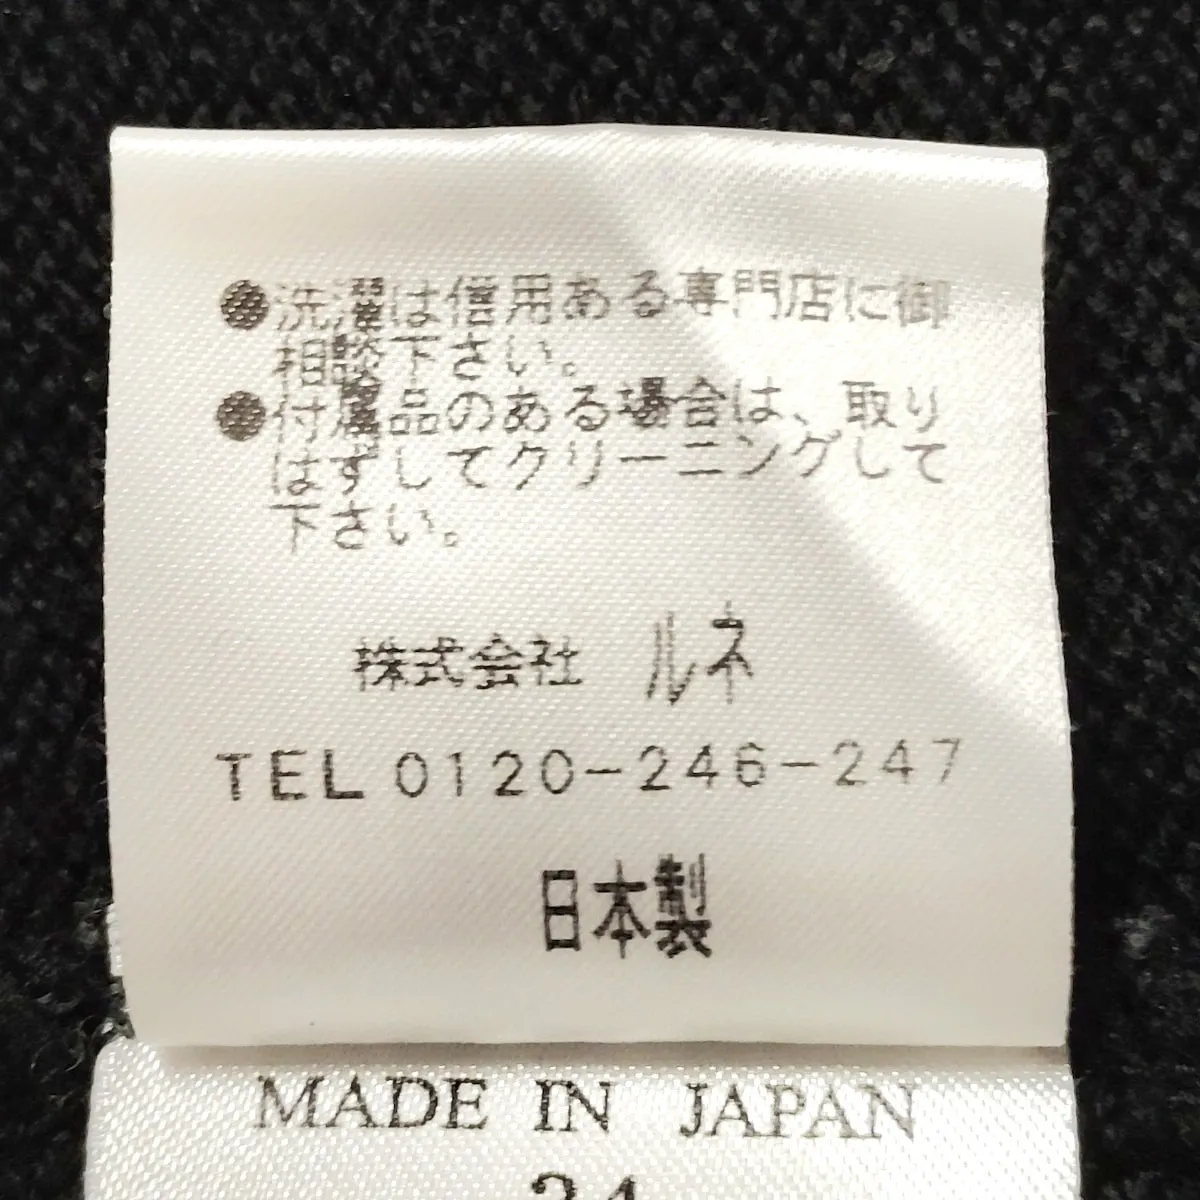 ●洗濯は信用ある専門店に御
相談下さい。
●付属品のある場合は、取り
はずしてクリーニングして
下さい。
株式会社 ルネ
TEL 0120-246-247
日本製
MADE IN JAPAN
34